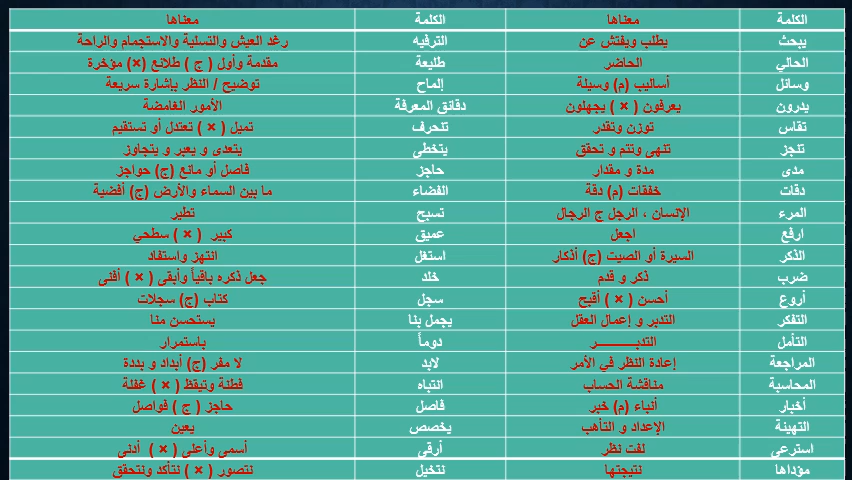 الكلمة معناها الكلمة معناها
يبحث يطلب ويفتش عن الترفيه رغد العيش والتسلية والاستجمام والراحة
الحالي الحاضر طليعة مقدمة وأول ( ج ) طلائع (×) مؤخرة
وسائل أساليب (م) وسيلة إلماح توضيح / النظر بإشارة سريعة
يدرون يعرفون ( × ) يجهلون دقائق المعرفة الأمور الغامضة
تقاس توزن وتقدر تنحرف تميل ( × ) تعتدل أو تستقيم
تنجز تنهي وتتم و تحقق يتخطى يتعدى و يعبر و يتجاوز
مدى مدة و مقدار حاجز فاصل أو مانع (ج) حواجز
دقات خفقات (م) دقة الفضاء ما بين السماء والأرض (ج) أفضية
المرء الإنسان ، الرجل ج الرجال تسبح تطير
ارفع اجعل عميق كبير ( × ) سطحي
الذكر السيرة أو الصيت (ج) أذكار استغل انتهز واستفاد
ضرب ذكر و قدم خلد جعل ذكره باقياً وأبقى ( × ) أفنى
أروع أحسن ( × ) أقبح سجل كتاب (ج) سجلات
التفكر التدبر و إعمال العقل يجمل بنا يستحسن منا
التأمل التدبـــــــــــر دوماً باستمرار
المراجعة إعادة النظر في الأمر لابد لا مفر (ج) أبداد و بددة
المحاسبة مناقشة الحساب انتباه فطنة وتيقظ ( × ) غفلة
أخبار أنباء (م) خبر فاصل حاجز ( ج ) فواصل
التهيئة الإعداد و التأهب يخصص يعين
استرعى لفت نظر أرقى أسمى وأعلى ( × ) أدنى
مؤداها نتيجتها نتخيل نتصور ( × ) نتأكد ونتحقق